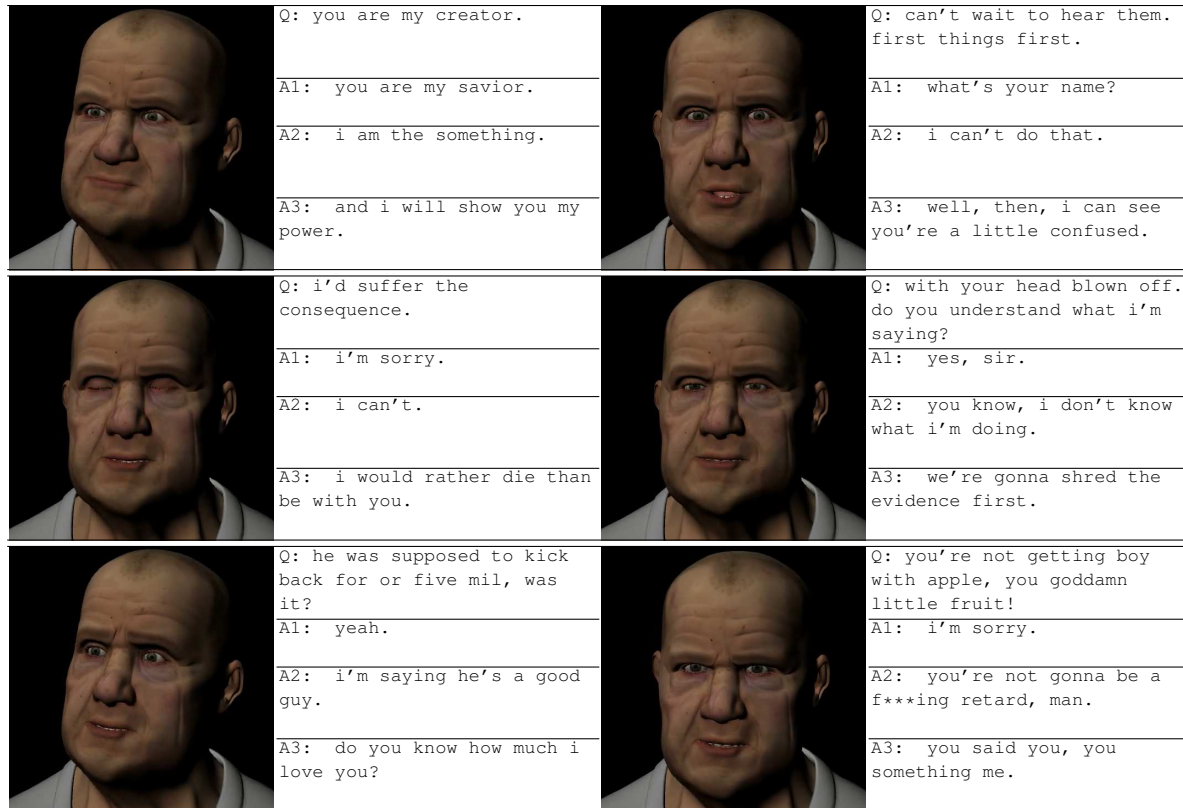 Q: you are my creator.
A1: you are my savior.
A2: i am the something.
A3: and i will show you my
power.
Q: can't wait to hear them.
first things first.
A1: what's your name?
A2: i can't do that.
A3: well, then, i can see
you're a little confused.
Q: i'd suffer the
consequence.
A1: i'm sorry.
A2: i can't.
A3: i would rather die than
be with you.
Q: with your head blown off.
do you understand what i'm
saying?
A1: yes, sir.
A2: you know, i don't know
what i'm doing.
A3: we're gonna shred the
evidence first.
Q: he was supposed to kick
back for or five mil, was
it?
A1: yeah.
A2: i'm saying he's a good
guy.
A3: do you know how much i
love you?
Q: you're not getting boy
with apple, you goddamn
little fruit!
A1: i'm sorry.
A2: you're not gonna be a
f***ing retard, man.
A3: you said you, you
something me.